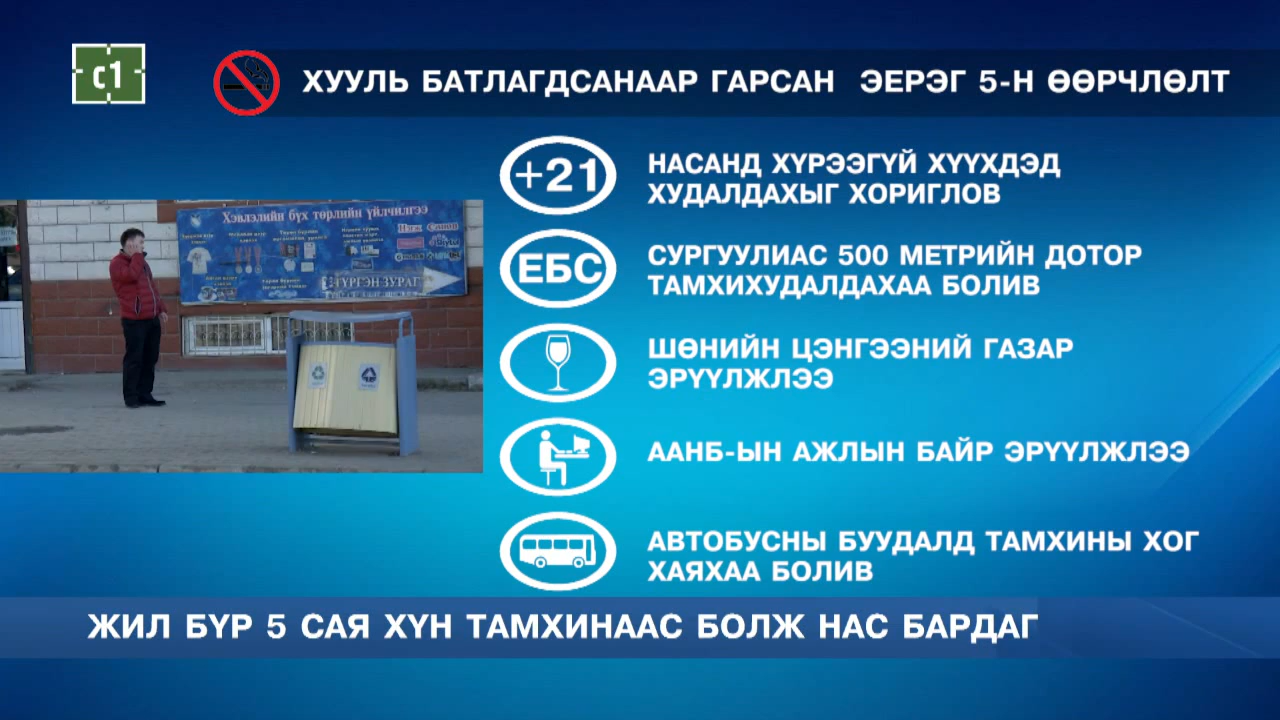 с1
ХУУЛЬ БАТЛАГДСАНААР ГАРСАН ЭЕРЭГ 5-Н ӨӨРЧЛӨЛТ
+21
НАСАНД ХҮРЭЭГҮЙ ХҮҮХДЭД
ХУДАЛДАХЫГ ХОРИГЛОВ
ЕБС
СУРГУУЛИАС 500 МЕТРИЙН ДОТОР
ТАМХИХУДАЛДАХАА БОЛИВ
ШӨНИЙН ЦЭНГЭЭНИЙ ГАЗАР
ЭРҮҮЛЖЛЭЭ
ААНБ-ЫН АЖЛЫН БАЙР ЭРҮҮЛЖЛЭЭ
АВТОБУСНЫ БУУДАЛД ТАМХИНЫ ХОГ
ХАЯХАА БОЛИВ
Хэвлэлийн бүх төрлийн үйлчилгээ
Canon
ТҮРГЭН ЗУРАГ
ЖИЛ БҮР 5 САЯ ХҮН ТАМХИНААС БОЛЖ НАС БАРДАГ